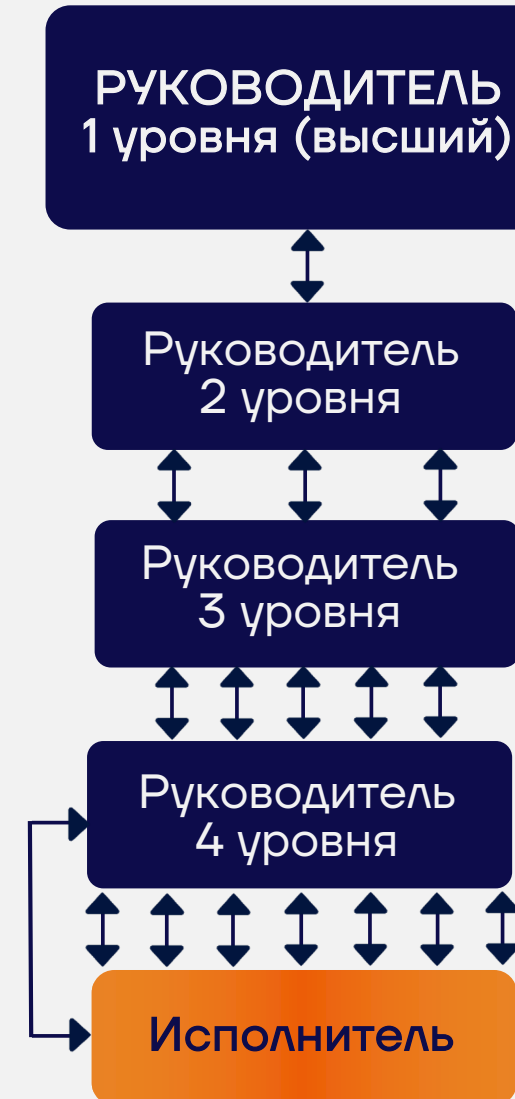 РУКОВОДИТЕЛЬ
1 уровня (высший)
Руководитель
2 уровня
Руководитель
3 уровня
Руководитель
4 уровня
Исполнитель